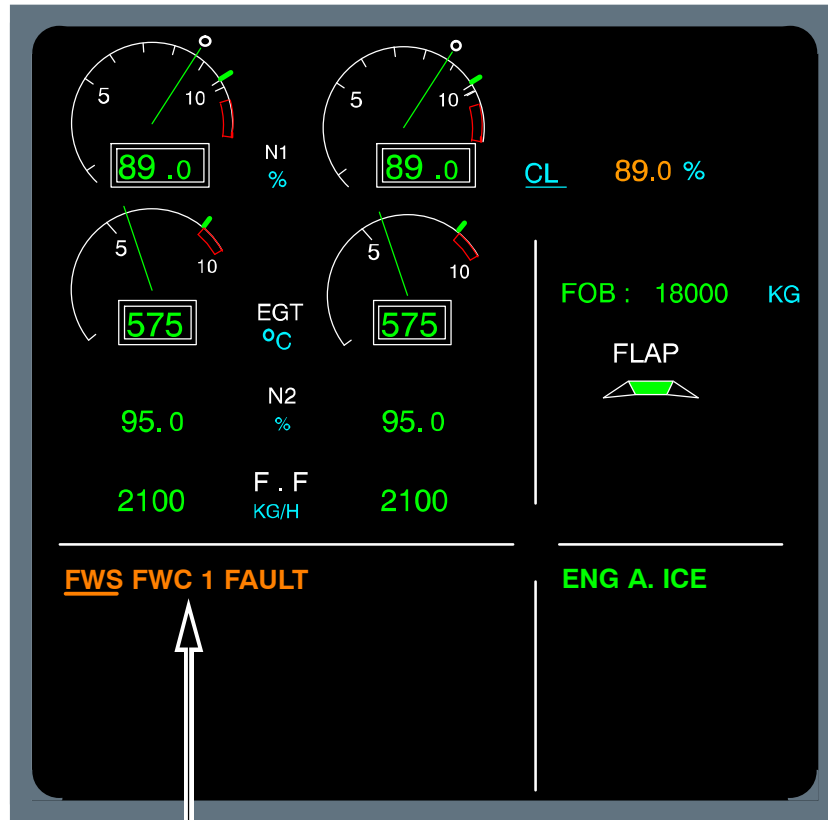 5 10 5 10
89 .0 N1 89 .0 CL 89.0 %
%
5 10 5 10
FOB : 18000 KG
575 EGT 575
°C
FLAP
N2
95. 0 % 95. 0
F . F
2100 KG/H 2100
FWS FWC 1 FAULT ENG A. ICE